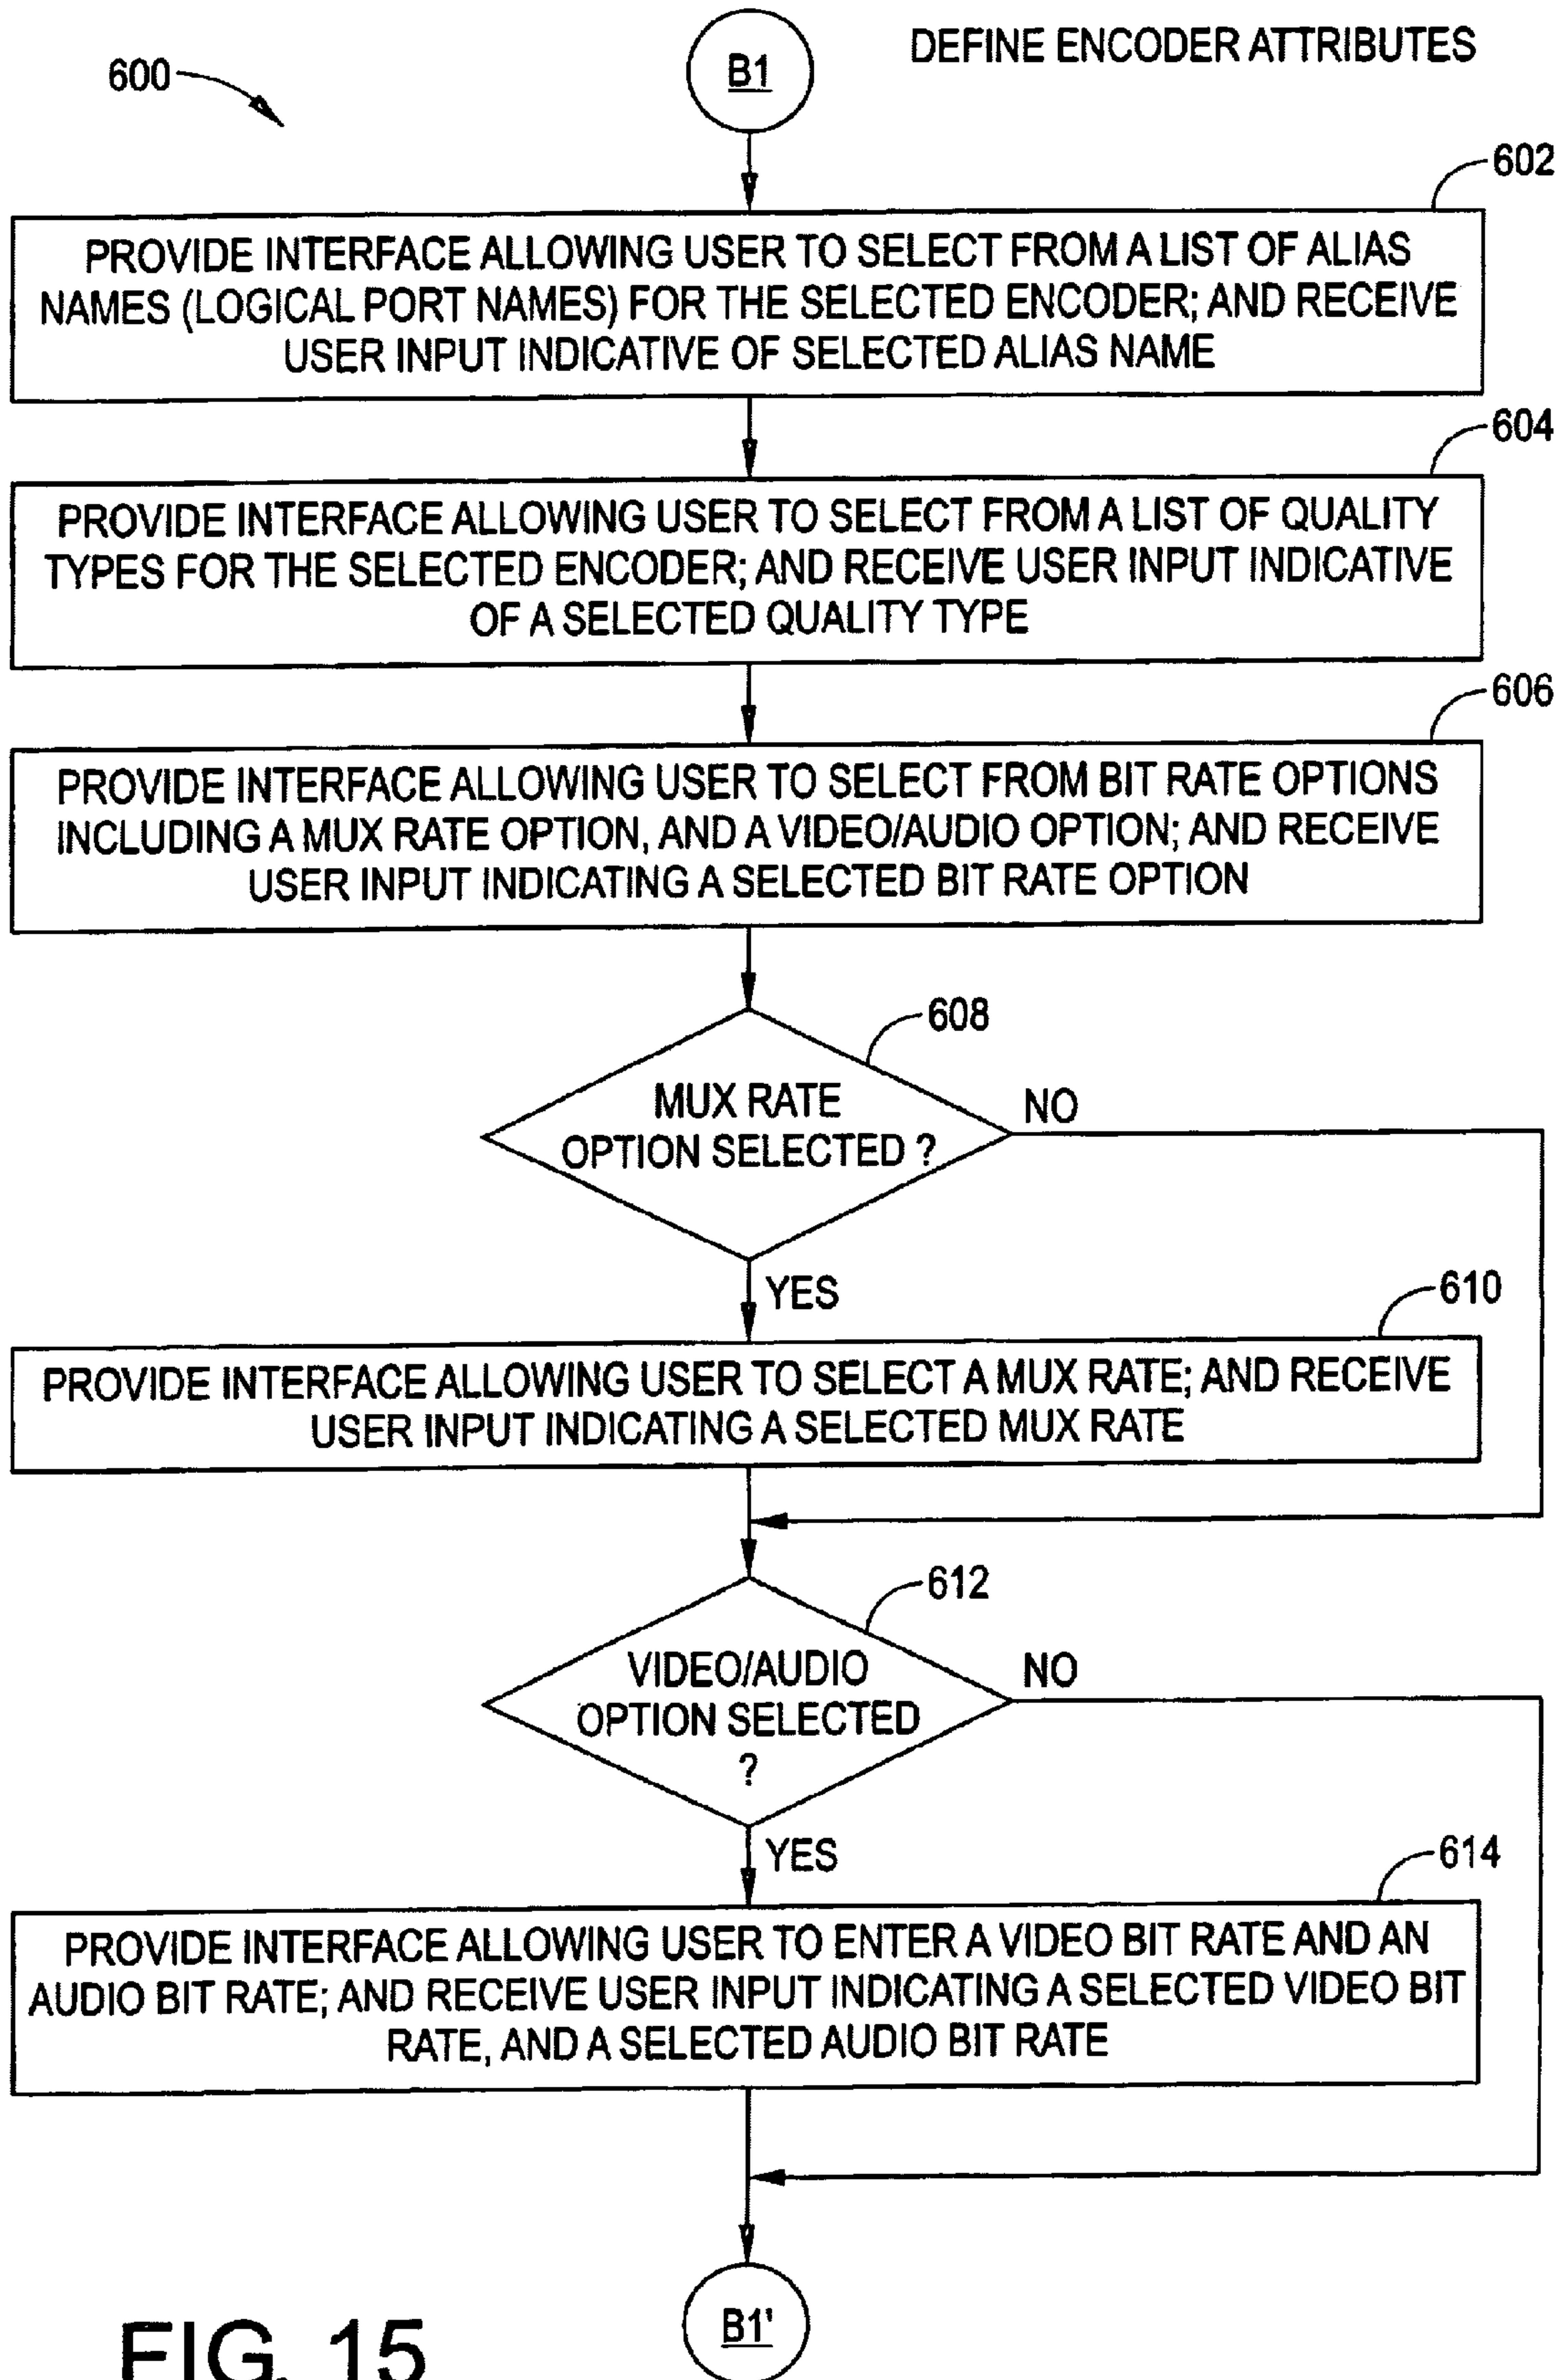 600
B1
DEFINE ENCODER ATTRIBUTES
602
PROVIDE INTERFACE ALLOWING USER TO SELECT FROM A LIST OF ALIAS
NAMES (LOGICAL PORT NAMES) FOR THE SELECTED ENCODER; AND RECEIVE
USER INPUT INDICATIVE OF SELECTED ALIAS NAME
604
PROVIDE INTERFACE ALLOWING USER TO SELECT FROM A LIST OF QUALITY
TYPES FOR THE SELECTED ENCODER; AND RECEIVE USER INPUT INDICATIVE
OF A SELECTED QUALITY TYPE
606
PROVIDE INTERFACE ALLOWING USER TO SELECT FROM BIT RATE OPTIONS
INCLUDING A MUX RATE OPTION, AND A VIDEO/AUDIO OPTION; AND RECEIVE
USER INPUT INDICATING A SELECTED BIT RATE OPTION
608
MUX RATE
OPTION SELECTED ?
NO
YES
610
PROVIDE INTERFACE ALLOWING USER TO SELECT A MUX RATE; AND RECEIVE
USER INPUT INDICATING A SELECTED MUX RATE
612
VIDEO/AUDIO
OPTION SELECTED
?
NO
YES
614
PROVIDE INTERFACE ALLOWING USER TO ENTER A VIDEO BIT RATE AND AN
AUDIO BIT RATE; AND RECEIVE USER INPUT INDICATING A SELECTED VIDEO BIT
RATE, AND A SELECTED AUDIO BIT RATE
B1'
FIG. 15